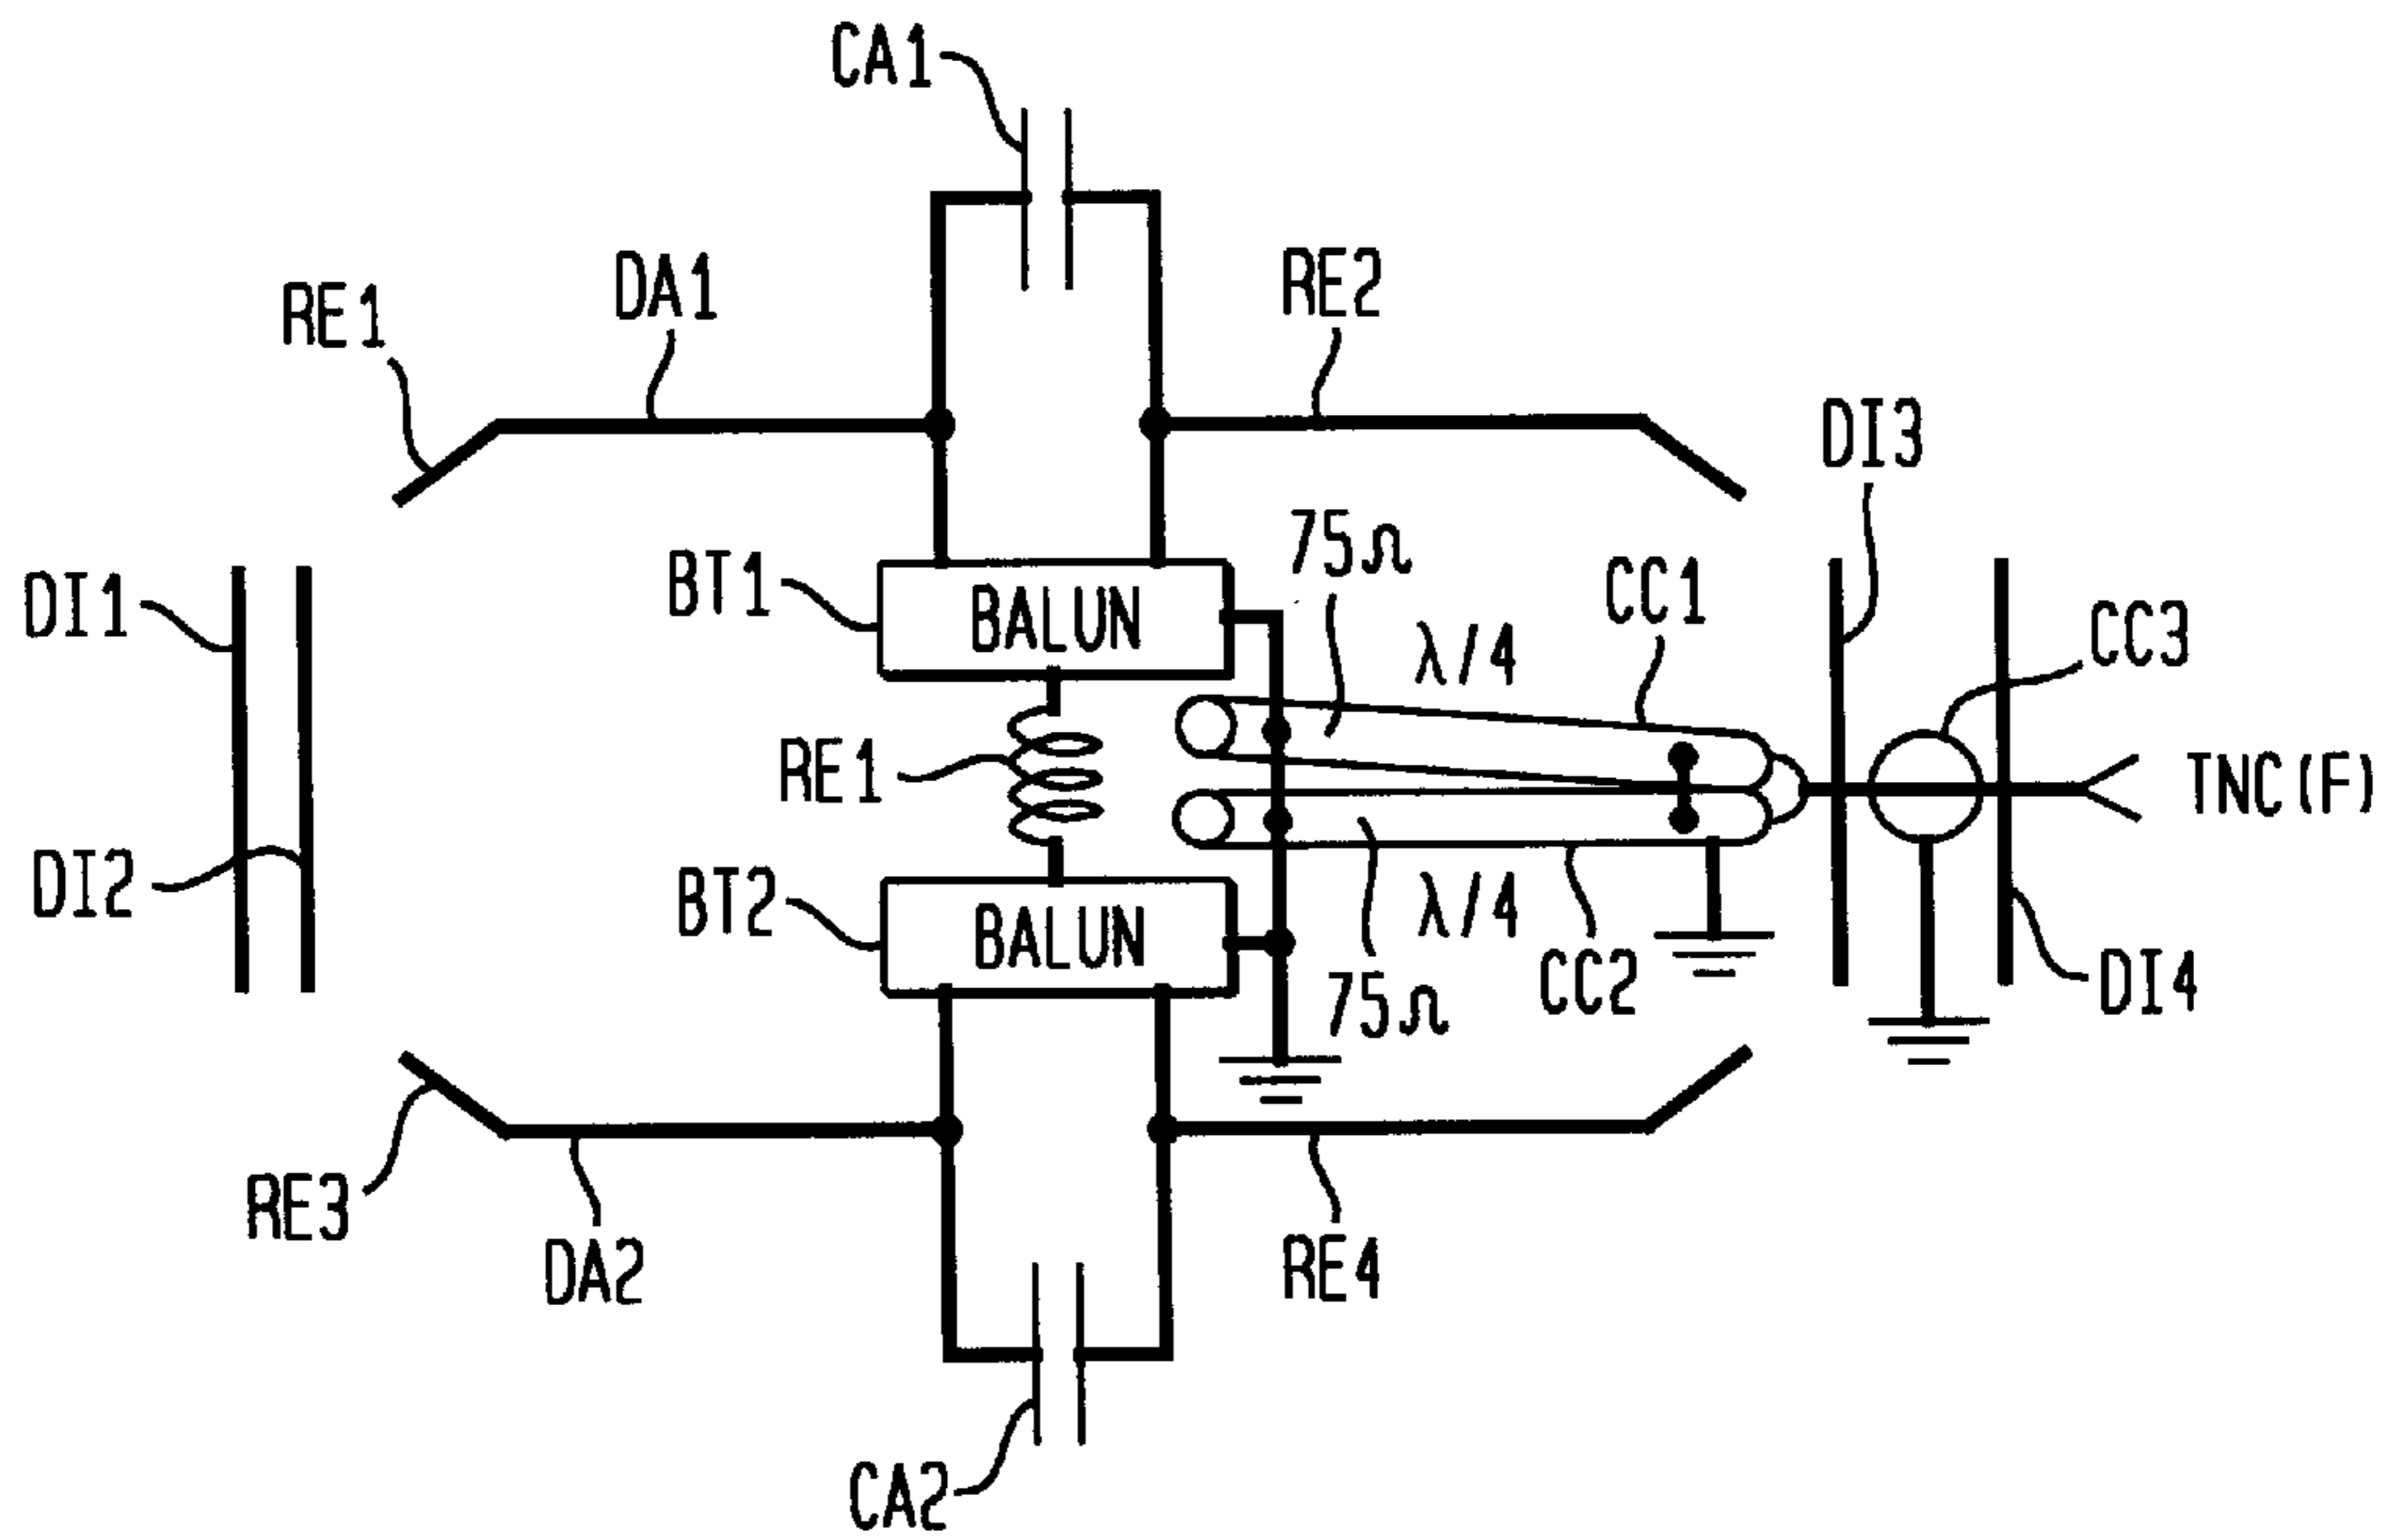 CA1
DA1
RE2
RE1
DI3
75Ω
BT1
CC1
DI1
BALUN
λ/4
CC3
RE1
TNC(F)
DI2
BT2
BALUN
λ/4
CC2
75Ω
DI4
RE3
DA2
RE4
CA2